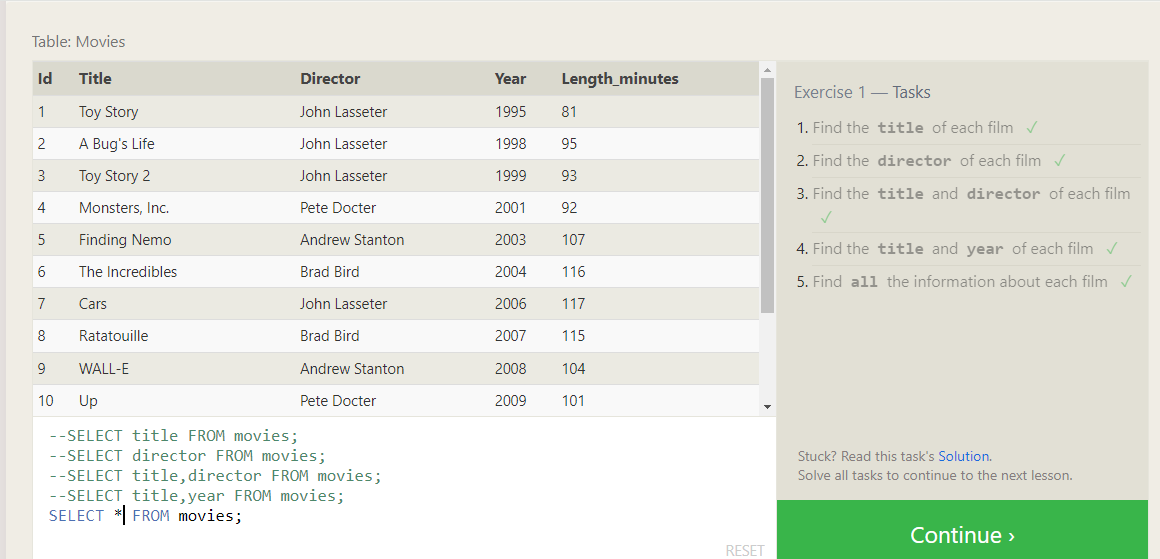 Table: Movies
Id Title Director Year Length_minutes
1 Toy Story John Lasseter 1995 81
2 A Bug's Life John Lasseter 1998 95
3 Toy Story 2 John Lasseter 1999 93
4 Monsters, Inc. Pete Docter 2001 92
5 Finding Nemo Andrew Stanton 2003 107
6 The Incredibles Brad Bird 2004 116
7 Cars John Lasseter 2006 117
8 Ratatouille Brad Bird 2007 115
9 WALL-E Andrew Stanton 2008 104
10 Up Pete Docter 2009 101
--SELECT title FROM movies;
--SELECT director FROM movies;
--SELECT title,director FROM movies;
--SELECT title,year FROM movies;
SELECT * FROM movies;
RESET
Exercise 1 — Tasks
1. Find the title of each film ✓
2. Find the director of each film ✓
3. Find the title and director of each film
✓
4. Find the title and year of each film ✓
5. Find all the information about each film ✓
Stuck? Read this task's Solution.
Solve all tasks to continue to the next lesson.
Continue ›